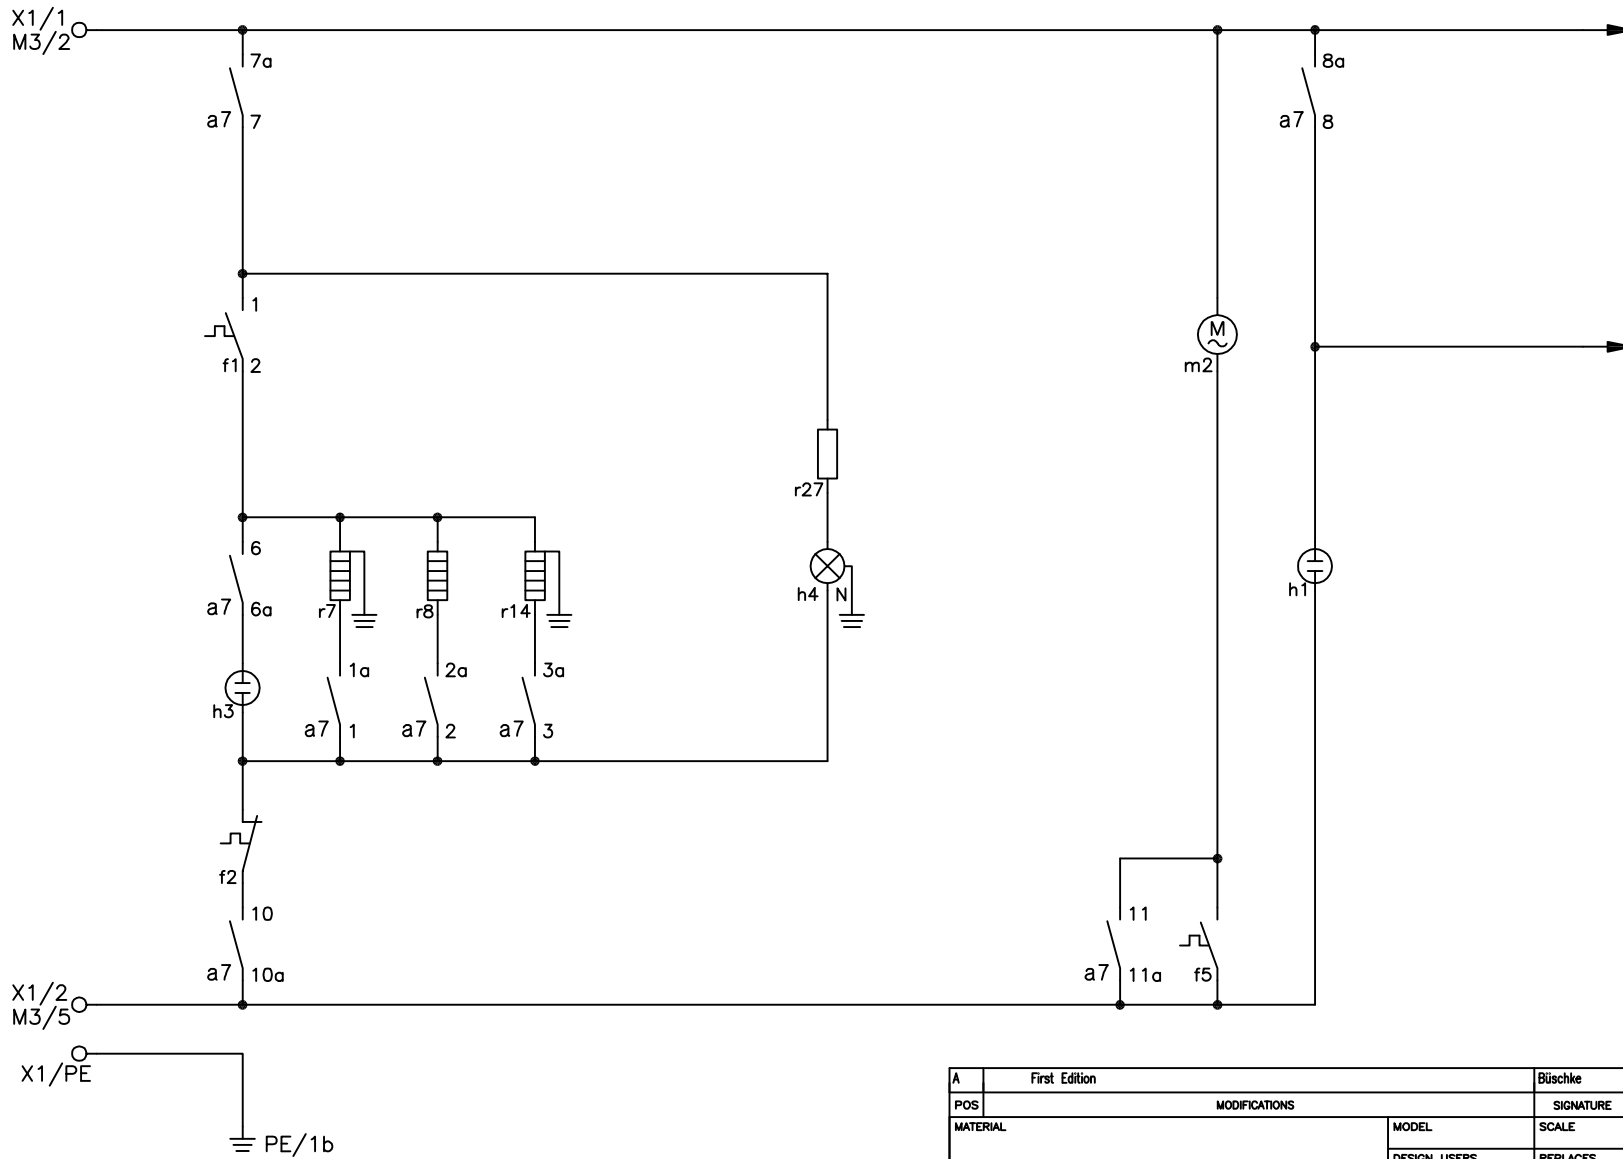 X1/1
M3/2
7a
a7 7
8a
a7 8
1
f1 2
M
m2
r27
6
a7 6a
r7
r8
r14
h4 N
h1
h3
1a
a7 1
2a
a7 2
3a
a7 3
f2
10
a7 10a
11
a7 11a
f5
X1/2
M3/5
X1/PE
PE/1b
A First Edition Büschke
POS MODIFICATIONS SIGNATURE
MATERIAL MODEL SCALE
DESIGN USERS REPLACES